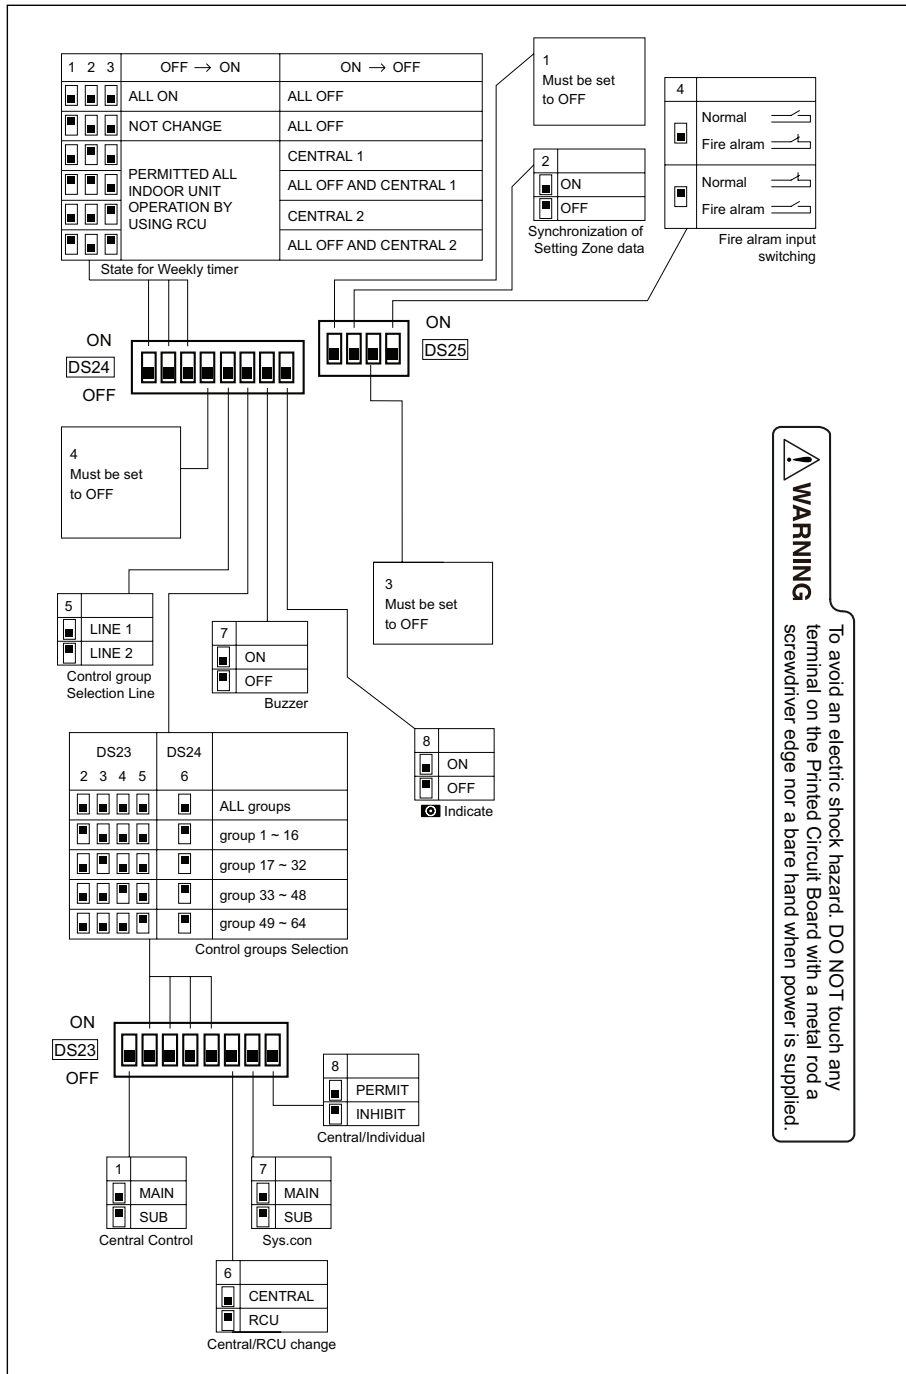 1 2 3 OFF → ON ON → OFF
ALL ON ALL OFF
NOT CHANGE ALL OFF
PERMITTED ALL
INDOOR UNIT
OPERATION BY
USING RCU
CENTRAL 1
ALL OFF AND CENTRAL 1
CENTRAL 2
ALL OFF AND CENTRAL 2
State for Weekly timer
1
Must be set
to OFF
2
ON
OFF
Synchronization of
Setting Zone data
4
Normal
Fire alram
Normal
Fire alram
Fire alram input
switching
ON
DS24
OFF
ON
DS25
4
Must be set
to OFF
3
Must be set
to OFF
5
LINE 1
LINE 2
Control group
Selection Line
7
ON
OFF
Buzzer
8
ON
OFF
Indicate
DS23 DS24
2 3 4 5 6
ALL groups
group 1 ~ 16
group 17 ~ 32
group 33 ~ 48
group 49 ~ 64
Control groups Selection
ON
DS23
OFF
8
PERMIT
INHIBIT
Central/Individual
1
MAIN
SUB
Central Control
7
MAIN
SUB
Sys.con
6
CENTRAL
RCU
Central/RCU change
WARNING
To avoid an electric shock hazard. DO NOT touch any
terminal on the Printed Circuit Board with a metal rod a
screwdriver edge nor a bare hand when power is supplied.